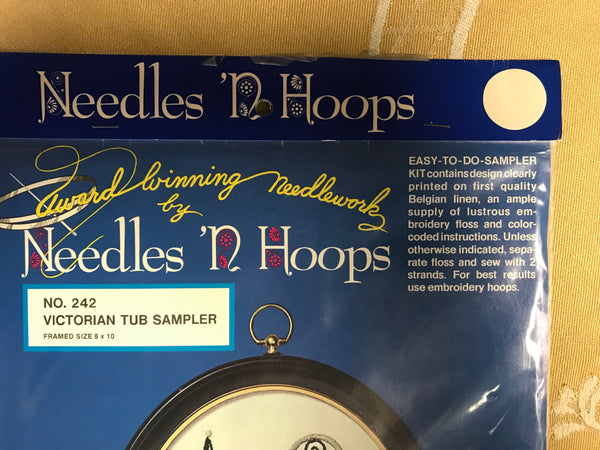 Needles 'N Hoops
award winning needlework
by
Needles 'N Hoops
NO. 242
VICTORIAN TUB SAMPLER
FRAMED SIZE 8 x 10
EASY-TO-DO-SAMPLER
KIT contains design clearly
printed on first quality
Belgian linen, an ample
supply of lustrous em-
broidery floss and color-
coded instructions. Unless
otherwise indicated, sepa-
rate floss and sew with 2
strands. For best results
use embroidery hoops.